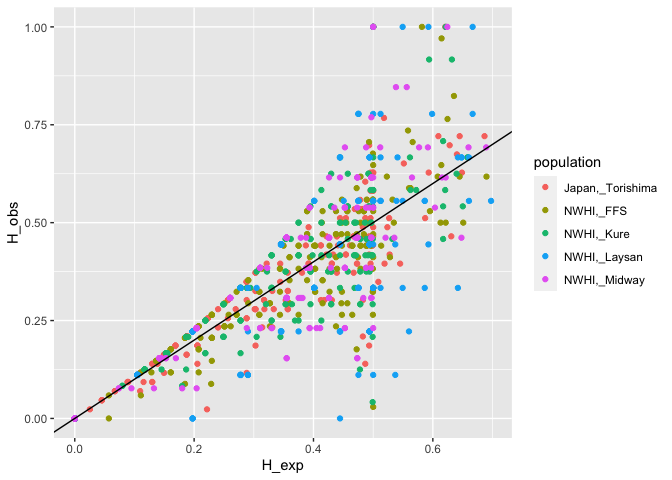 1.00
0.75
0.50
0.25
0.00
H_obs
0.0
0.2
0.4
0.6
H_exp
population
Japan,_Torishima
NWHI,_FFS
NWHI,_Kure
NWHI,_Laysan
NWHI,_Midway